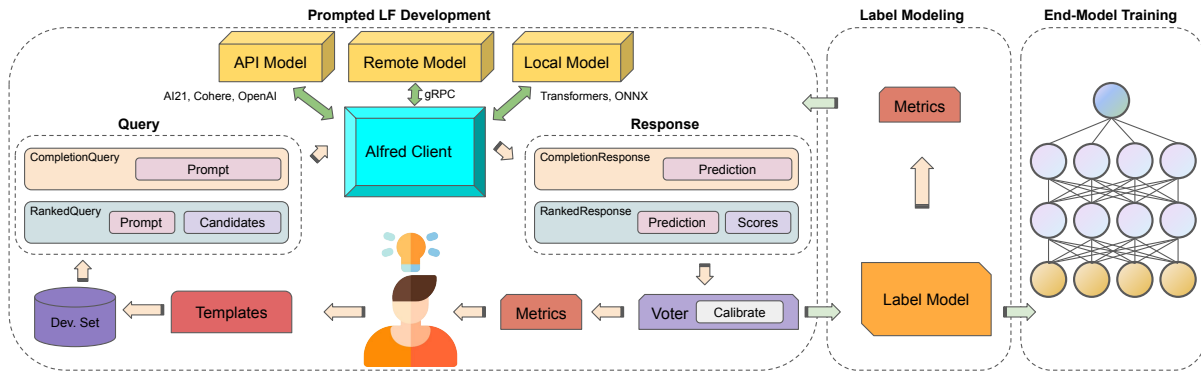 Prompted LF Development
Label Modeling
End-Model Training
API Model
Remote Model
Local Model
AI21, Cohere, OpenAI
gRPC
Transformers, ONNX
Query
Alfred Client
Response
CompletionQuery
Prompt
RankedQuery
Prompt
Candidates
CompletionResponse
Prediction
RankedResponse
Prediction
Scores
Metrics
Dev. Set
Templates
Metrics
Voter
Calibrate
Label Model